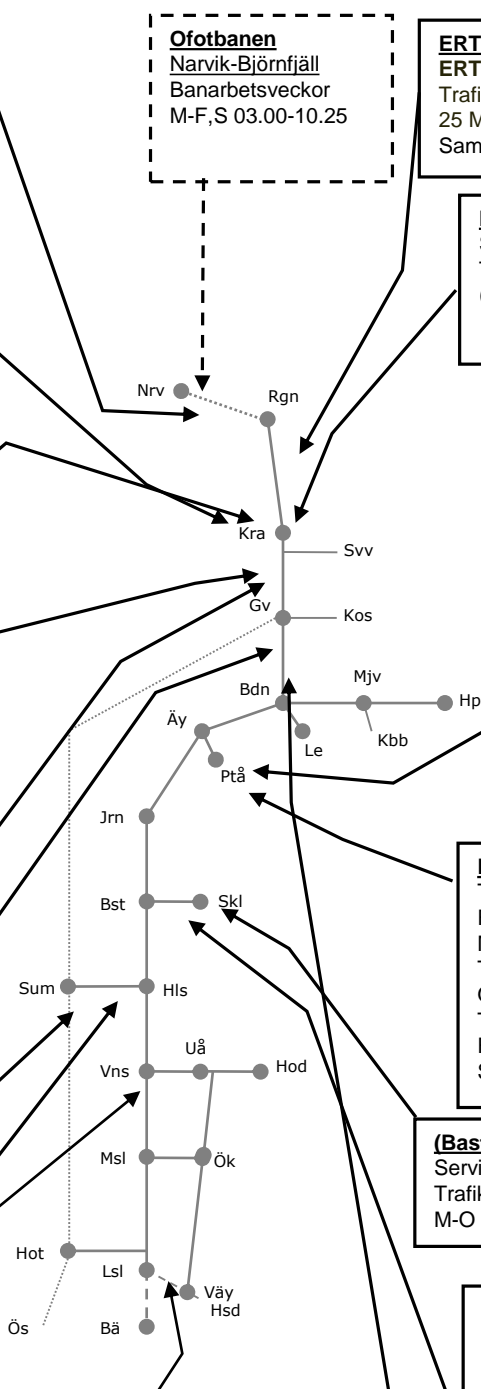 Ofotbanen
Narvik-Björnfjäll
Banarbetsveckor
M-F,S 03.00-10.25
ERT
ERT
Trafi
25 M
Sam
Nrv
Rgn
Kra
Svv
Gv
Kos
Bdn
Mjv
Hp
Äy
Le
Kbb
Ptå
Jrn
Bst
Skl
Sum
Hls
Uå
Vns
Hod
Msl
Ök
(Bast
Servi
Trafik
M-O
Hot
Lsl
Väy
Hsd
Ös
Bä